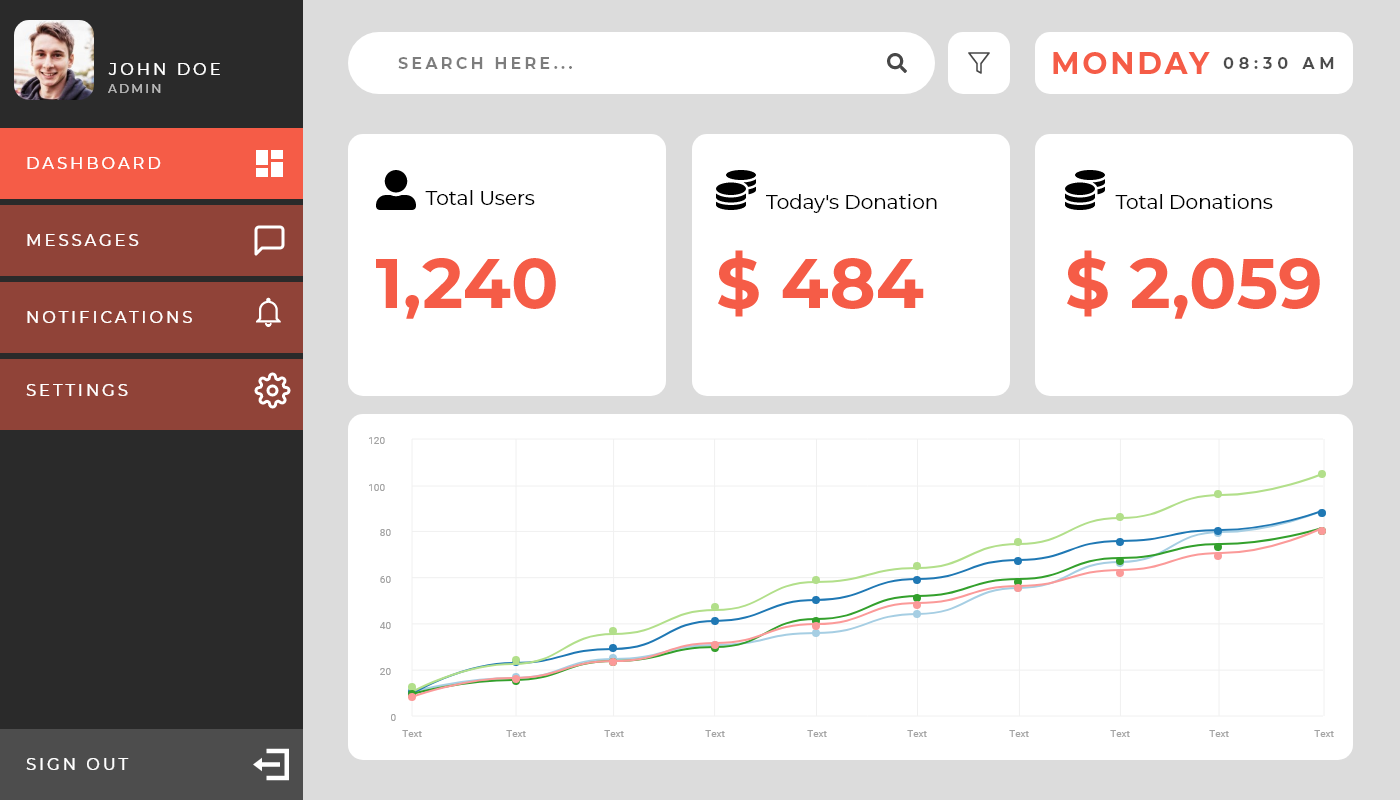 JOHN DOE
ADMIN
DASHBOARD
MESSAGES
NOTIFICATIONS
SETTINGS
SIGN OUT
SEARCH HERE...
MONDAY 08:30 AM
Total Users
1,240
Today's Donation
$ 484
Total Donations
$ 2,059
120
100
80
60
40
20
0
Text Text Text Text Text Text Text Text Text Text